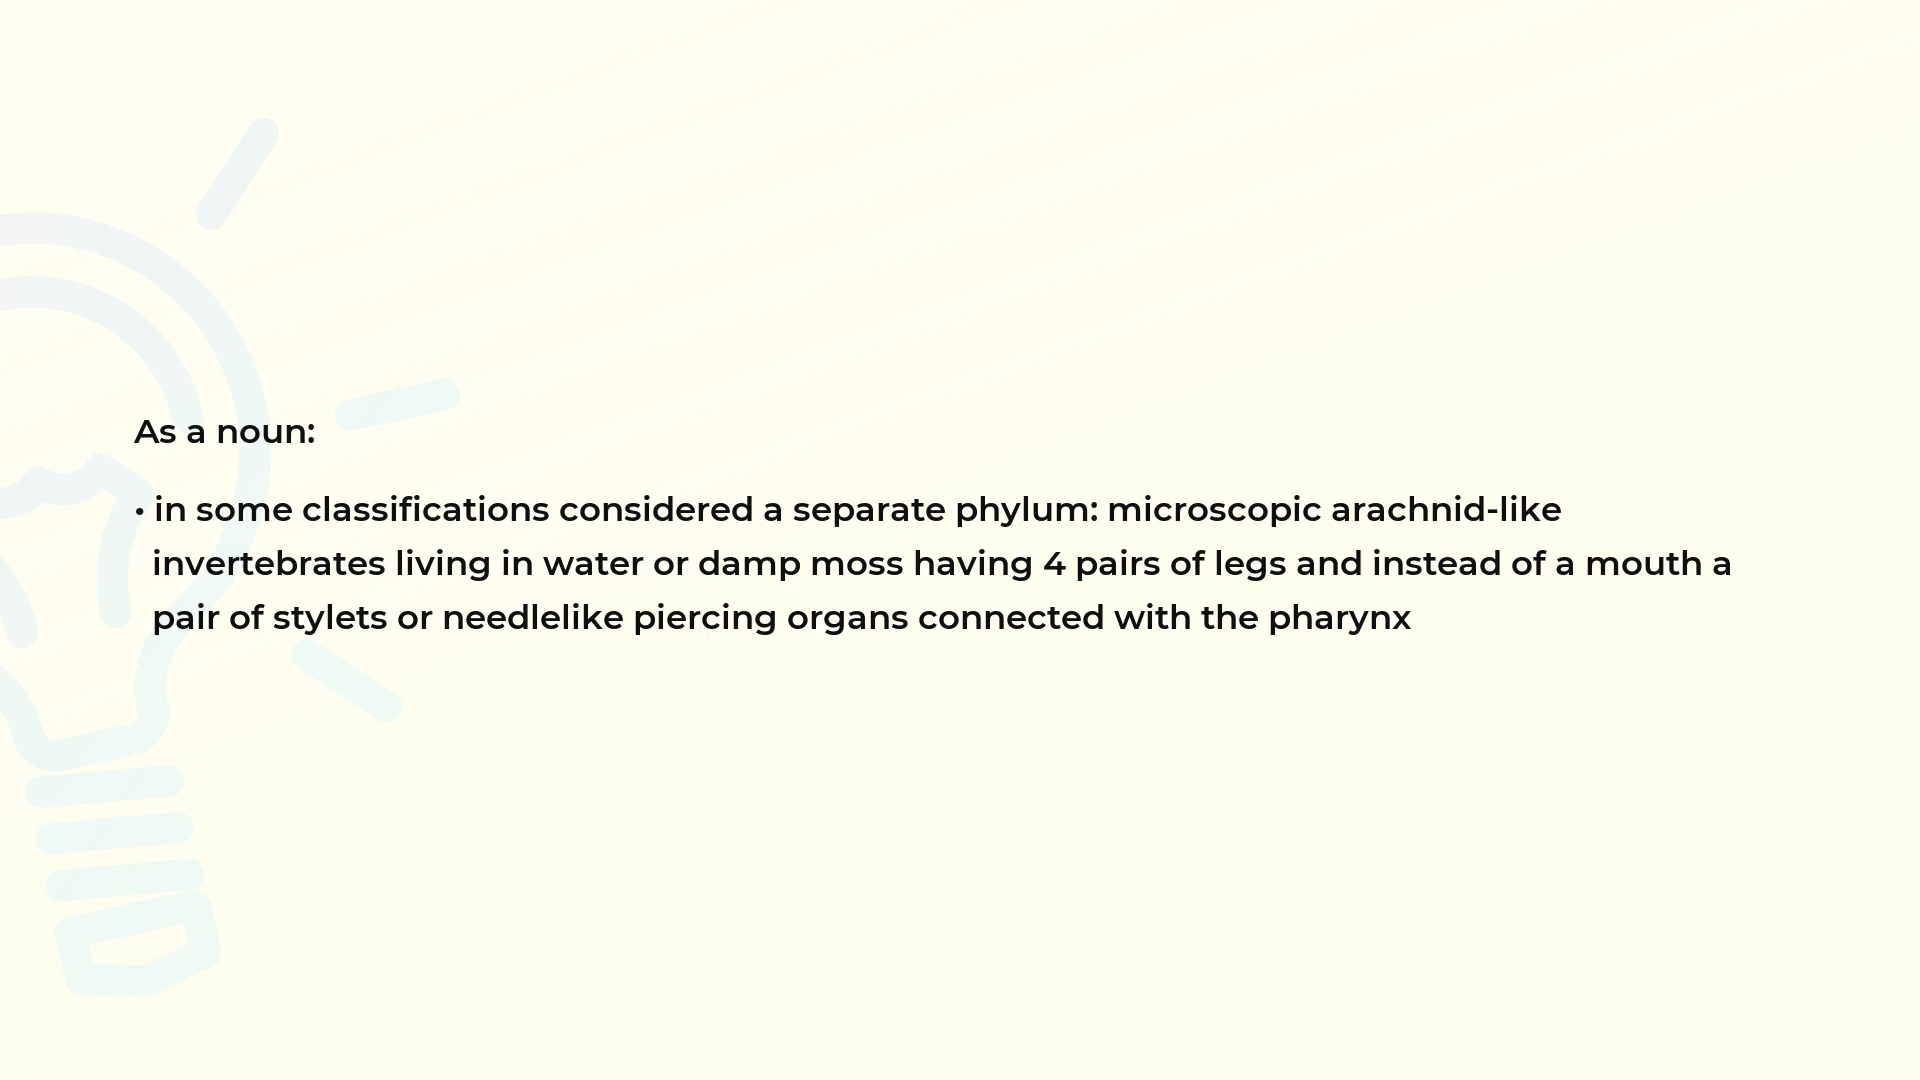 As a noun:
• in some classifications considered a separate phylum: microscopic arachnid-like
invertebrates living in water or damp moss having 4 pairs of legs and instead of a mouth a
pair of stylets or needlelike piercing organs connected with the pharynx